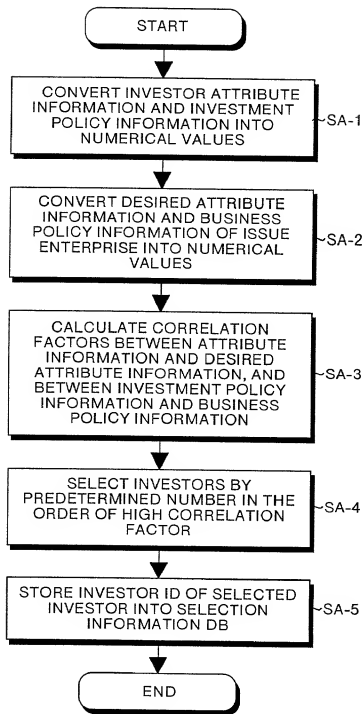 START
CONVERT INVESTOR ATTRIBUTE
INFORMATION AND INVESTMENT
POLICY INFORMATION INTO
NUMERICAL VALUES
SA-1
CONVERT DESIRED ATTRIBUTE
INFORMATION AND BUSINESS
POLICY INFORMATION OF ISSUE
ENTERPRISE INTO NUMERICAL
VALUES
SA-2
CALCULATE CORRELATION
FACTORS BETWEEN ATTRIBUTE
INFORMATION AND DESIRED
ATTRIBUTE INFORMATION, AND
BETWEEN INVESTMENT POLICY
INFORMATION AND BUSINESS
POLICY INFORMATION
SA-3
SELECT INVESTORS BY
PREDETERMINED NUMBER IN THE
ORDER OF HIGH CORRELATION
FACTOR
SA-4
STORE INVESTOR ID OF SELECTED
INVESTOR INTO SELECTION
INFORMATION DB
SA-5
END